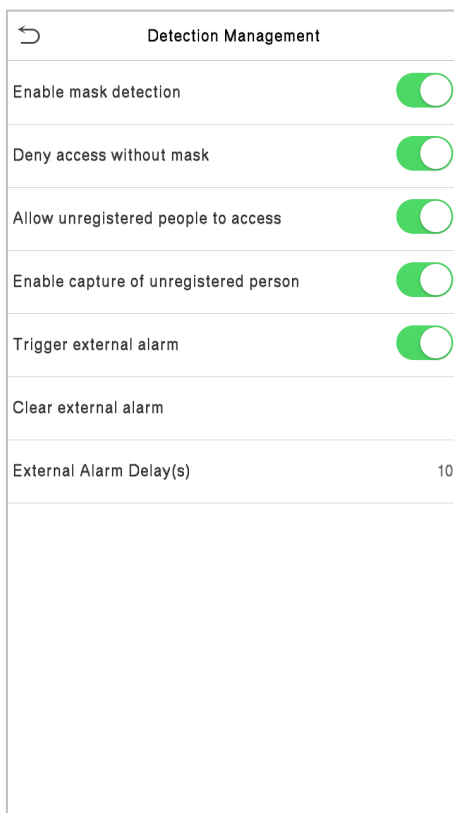 Detection Management
Enable mask detection
Deny access without mask
Allow unregistered people to access
Enable capture of unregistered person
Trigger external alarm
Clear external alarm
External Alarm Delay(s) 10